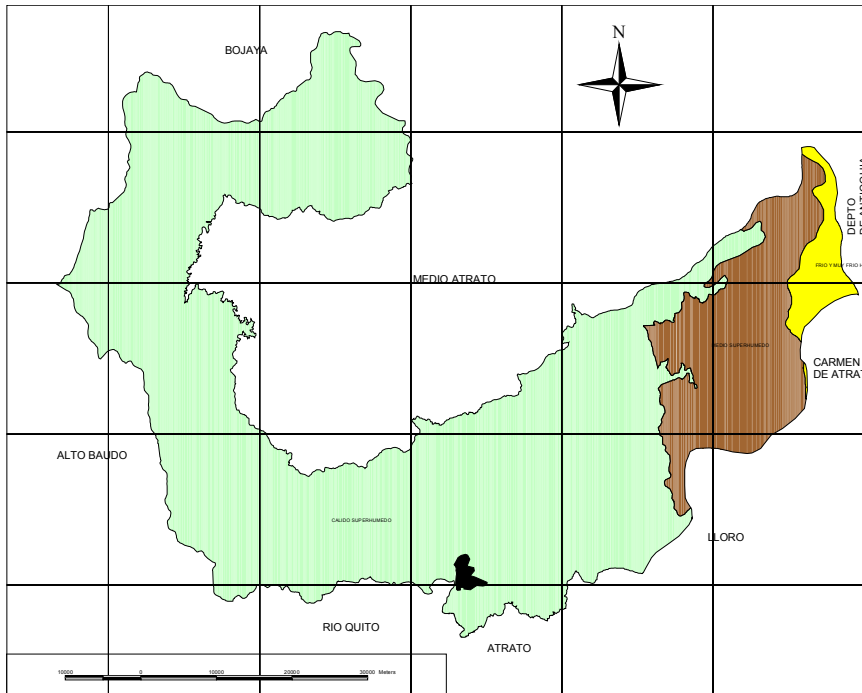 BOJAYA
N
DEPTO
DE ANTIOQUIA
FRIO Y MUY FRIO H
MEDIO ATRATO
MEDIO SUPERHUMEDO
CARMEN
DE ATRAT
ALTO BAUDO
CALIDO SUPERHUMEDO
LLORO
RIO QUITO
ATRATO
10000 0 10000 20000 30000 Meters